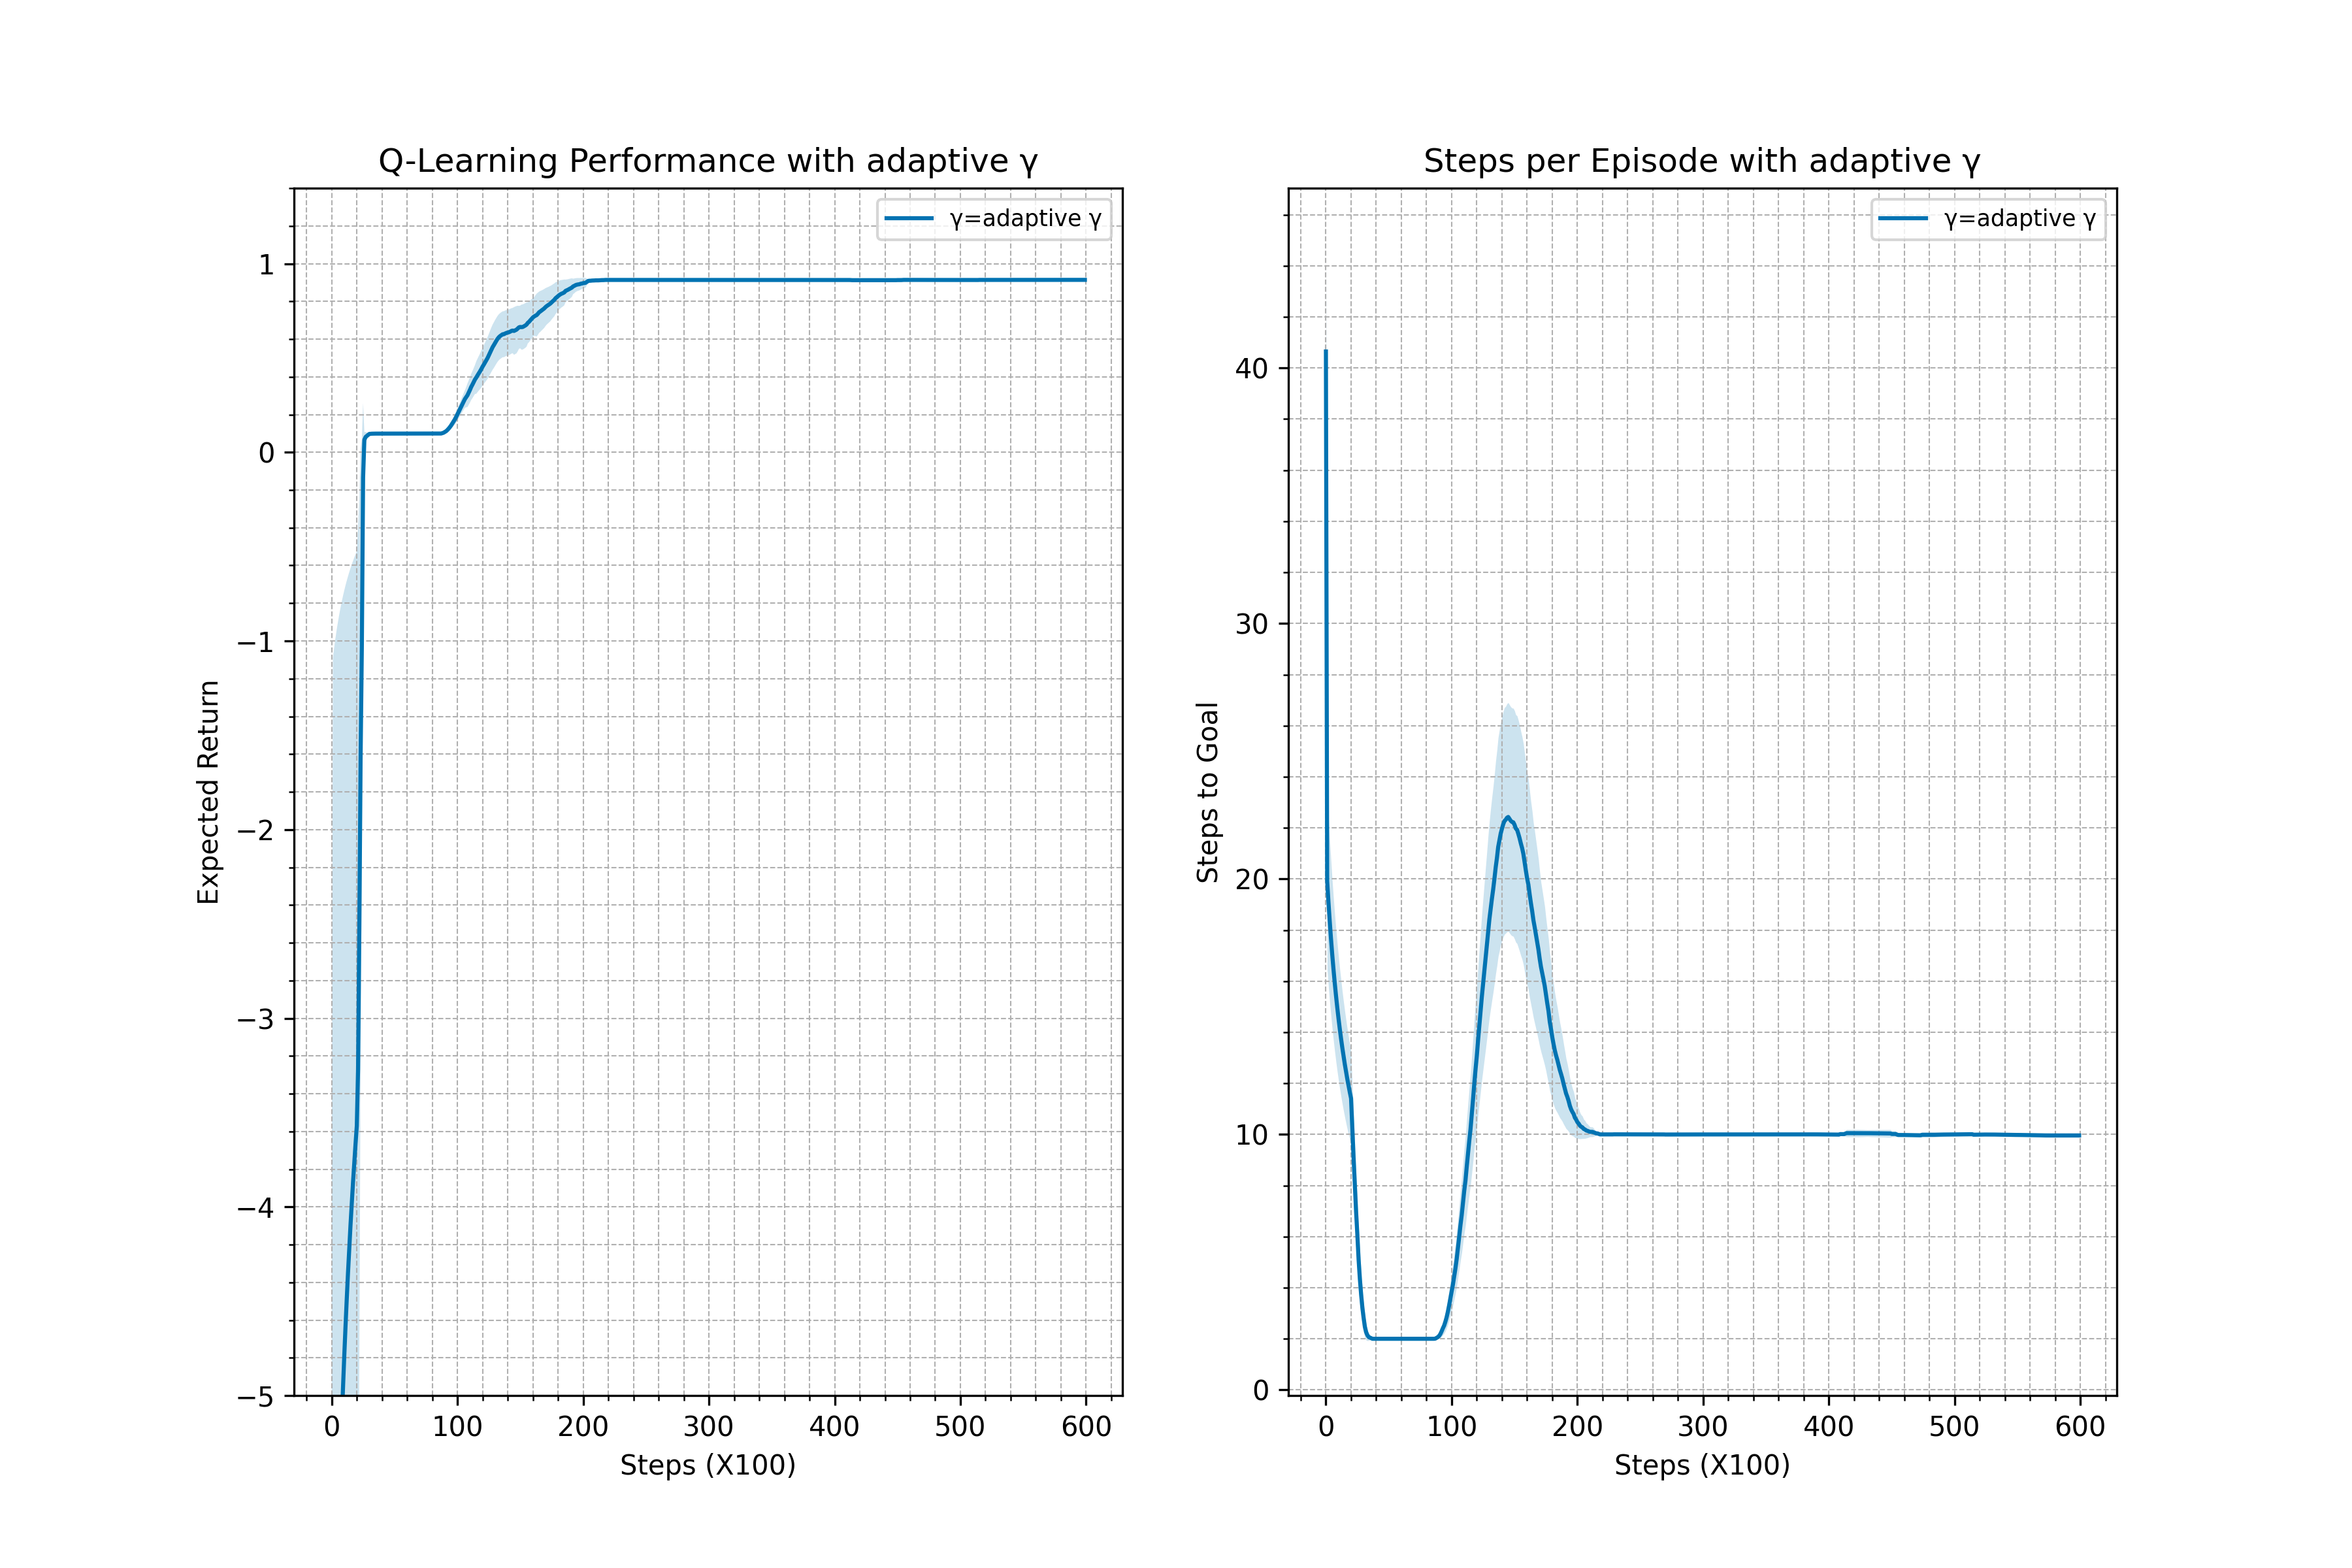 Q-Learning Performance with adaptive γ
γ=adaptive γ
1
0
−1
−2
−3
−4
−5
Expected Return
0 100 200 300 400 500 600
Steps (X100)
Steps per Episode with adaptive γ
γ=adaptive γ
40
30
20
10
0
Steps to Goal
0 100 200 300 400 500 600
Steps (X100)